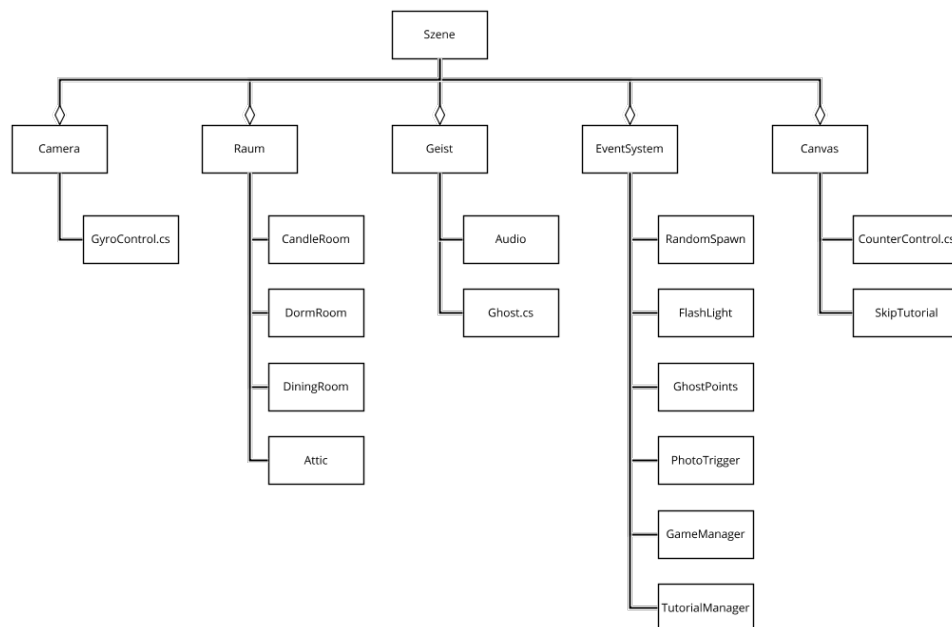 Szene
Camera
Raum
Geist
EventSystem
Canvas
GyroControl.cs
CandleRoom
Audio
RandomSpawn
CounterControl.cs
DormRoom
Ghost.cs
FlashLight
SkipTutorial
DiningRoom
GhostPoints
Attic
PhotoTrigger
GameManager
TutorialManager